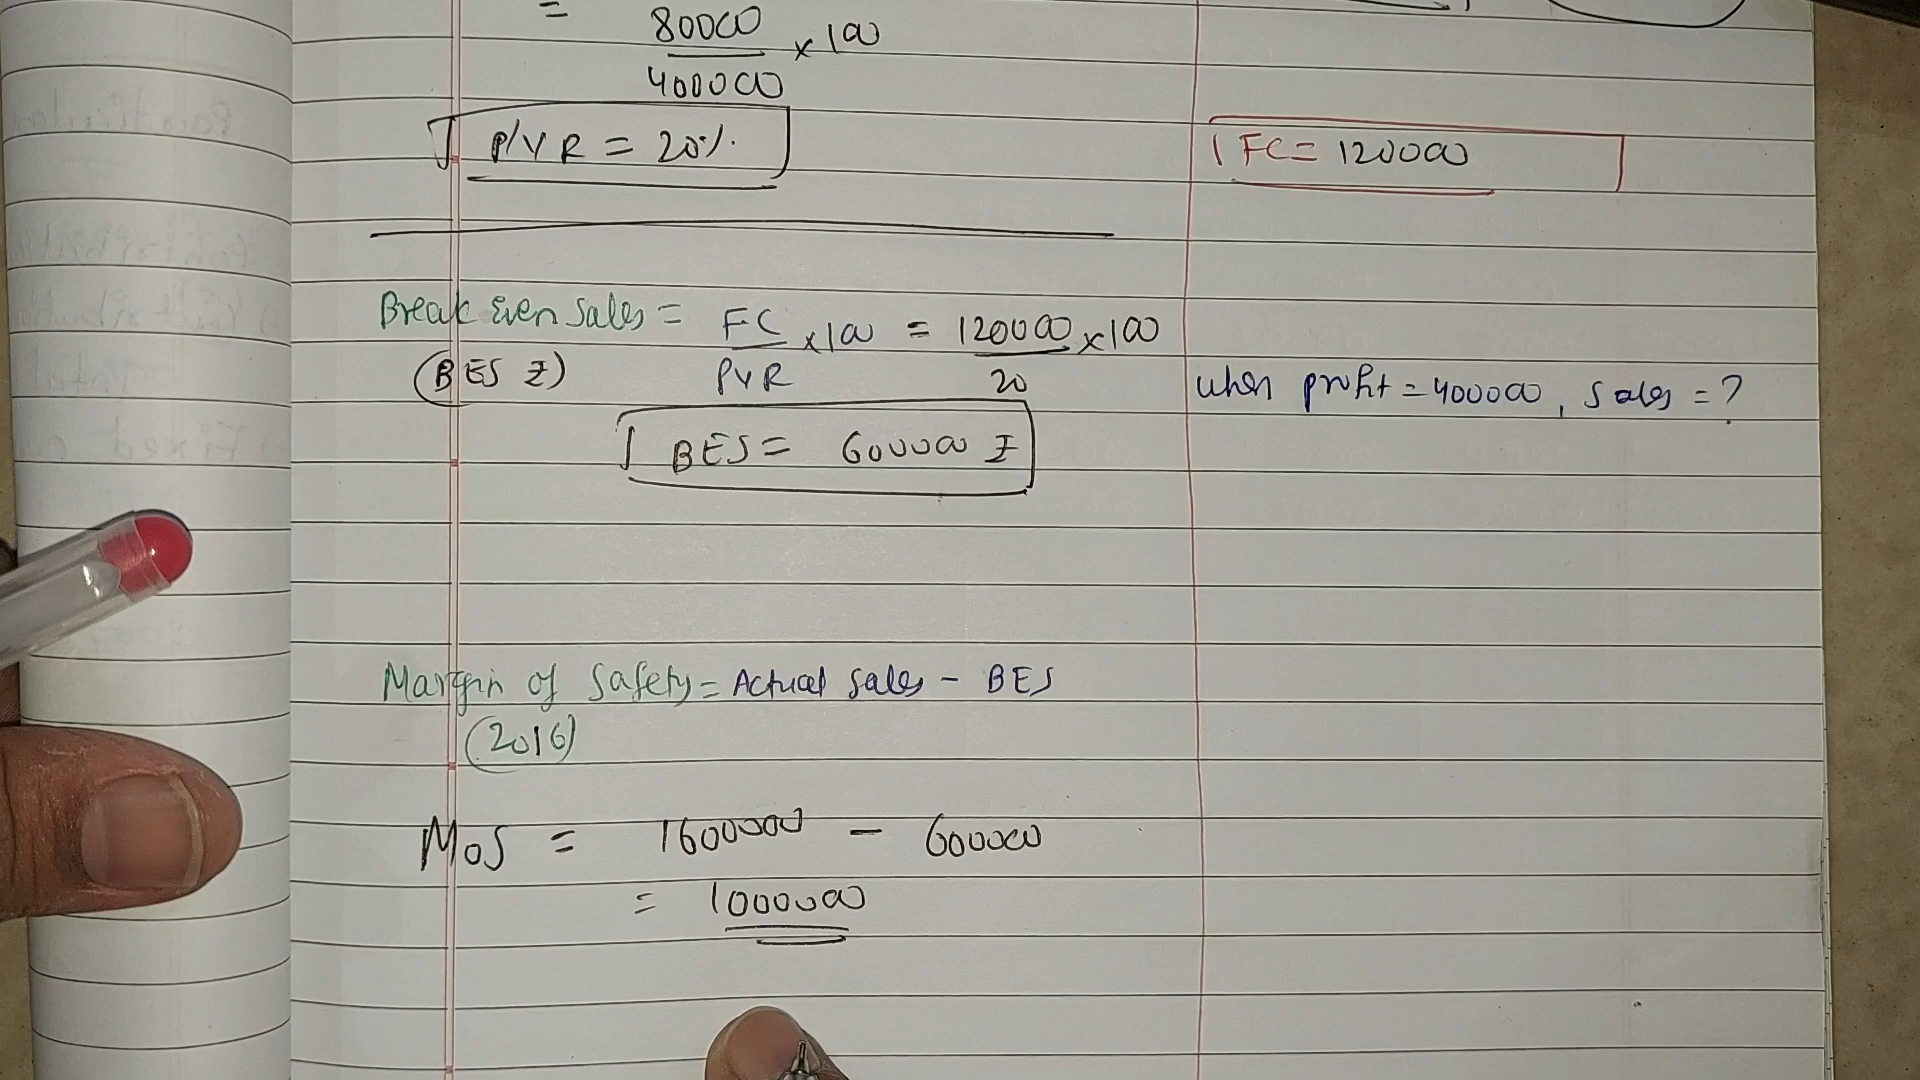 = 80000 x 100
400000
P/V R = 20%.
FC = 120000
Break Even Sales = FC x 100 = 120000 x 100
(BES ₹) PVR 20
BES = 600000 ₹
when profit = 400000, Sales = ?
Margin of Safety = Actual Sales - BES
(2016)
MoS = 1600000 - 600000
= 1000000